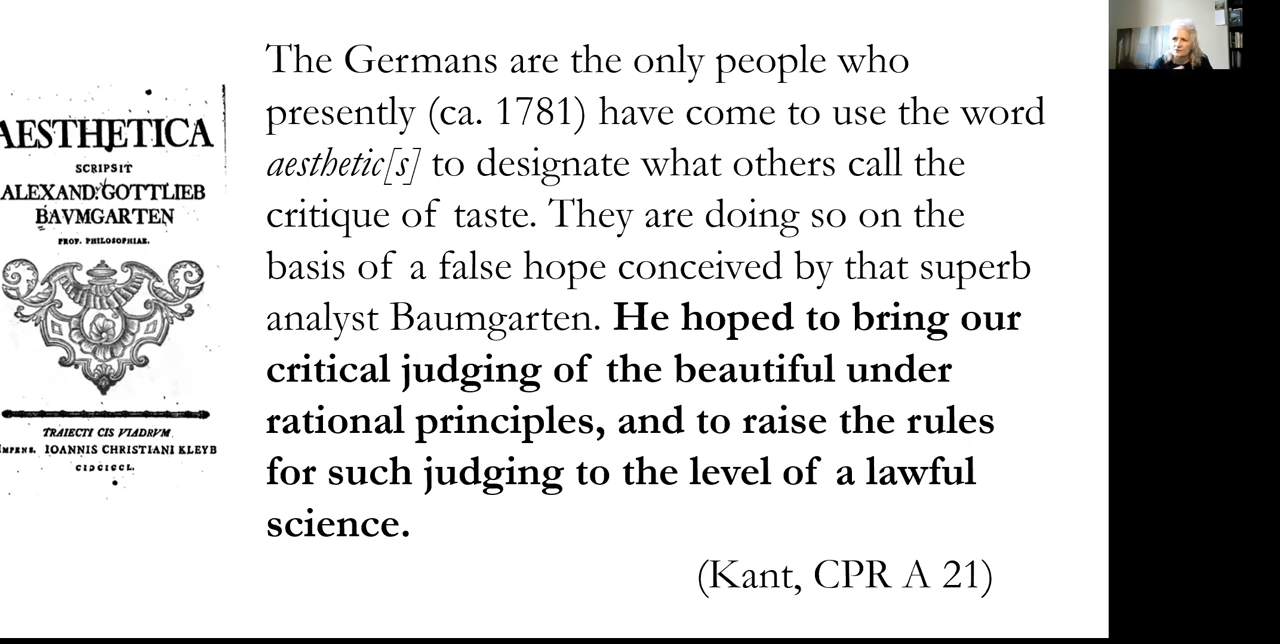 AESTHETICA
SCRIPSIT
ALEXAND: GOTTLIEB
BAVMGARTEN
PROF. PHILOSOPHIAE.
TRAIECTI CIS VIADRVM
IMPENS. IOANNIS CHRISTIANI KLEYB
CIƆIƆCCL.
The Germans are the only people who
presently (ca. 1781) have come to use the word
aesthetic[s] to designate what others call the
critique of taste. They are doing so on the
basis of a false hope conceived by that superb
analyst Baumgarten. He hoped to bring our
critical judging of the beautiful under
rational principles, and to raise the rules
for such judging to the level of a lawful
science.
(Kant, CPR A 21)